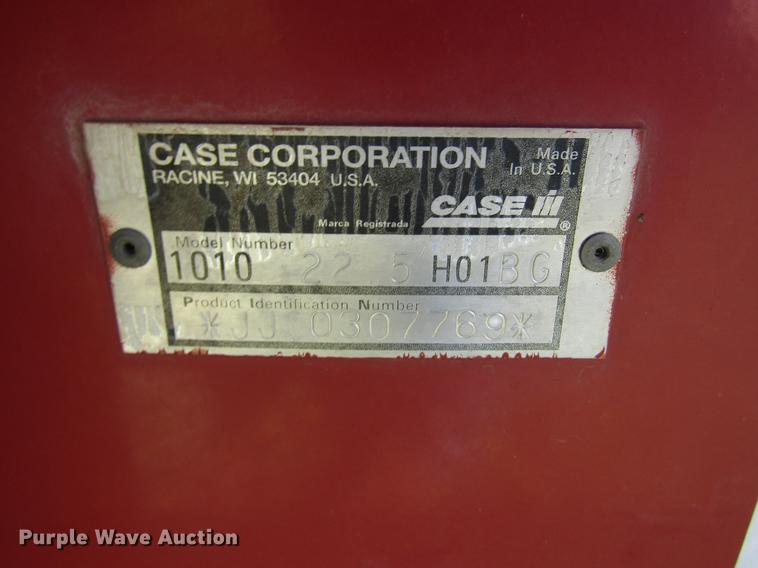 CASE CORPORATION
RACINE, WI 53404 U.S.A.
Made
In U.S.A.
Marca Registrada
CASE III
®
Model Number
1010 22 5 H01BG
Product Identification Number
*JJ 0307769*
Purple Wave Auction